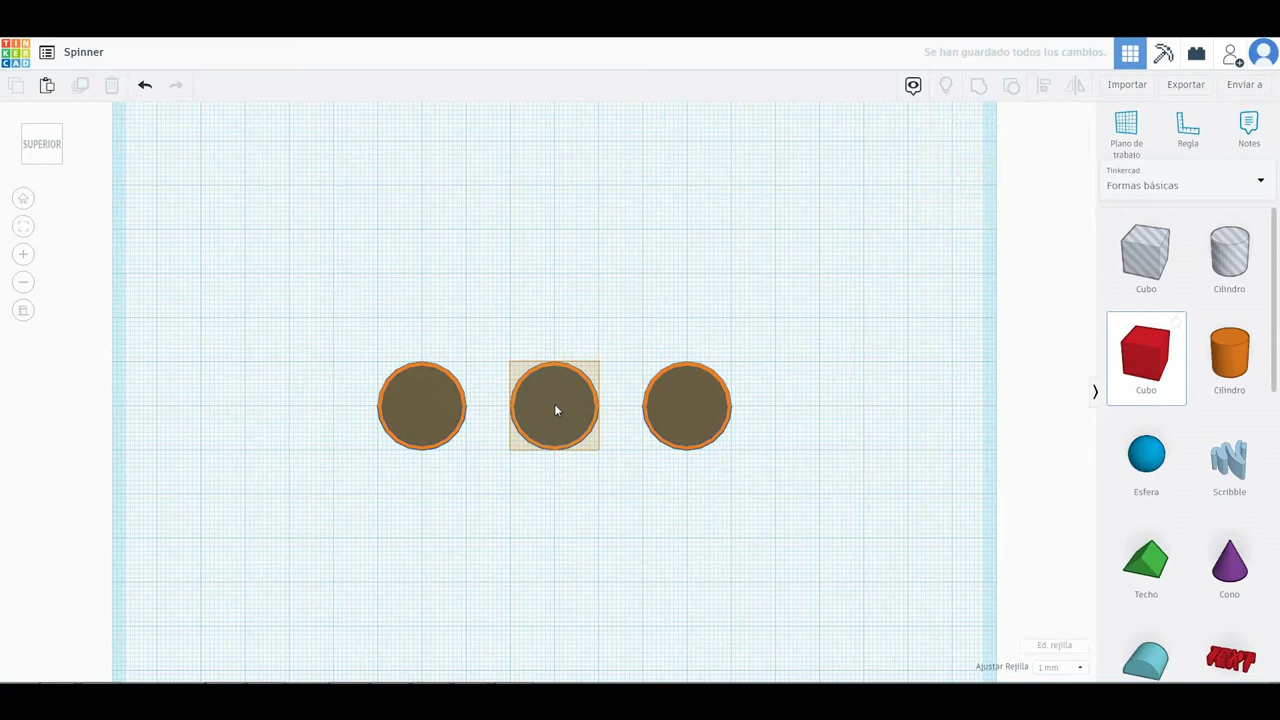 TIN
KER
CAD
Spinner
Se han guardado todos los cambios.
Importar
Exportar
Enviar a
SUPERIOR
Plano de
trabajo
Regla
Notes
Tinkercad
Formas básicas
Cubo
Cilindro
Cubo
Cilindro
Esfera
Scribble
Techo
Cono
TEXT
Ed. rejilla
Ajustar Rejilla
1 mm